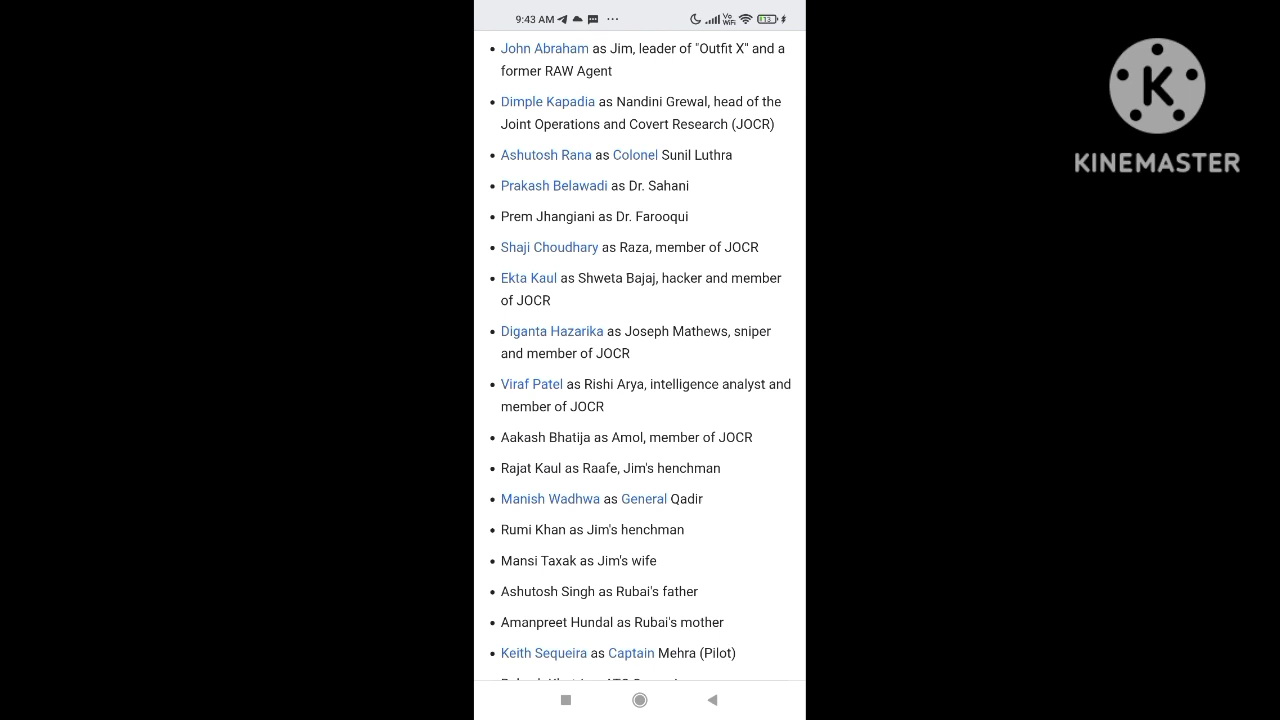 9:43 AM
Vo
WiFi
13
K
KINEMASTER
• John Abraham as Jim, leader of "Outfit X" and a
former RAW Agent
• Dimple Kapadia as Nandini Grewal, head of the
Joint Operations and Covert Research (JOCR)
• Ashutosh Rana as Colonel Sunil Luthra
• Prakash Belawadi as Dr. Sahani
• Prem Jhangiani as Dr. Farooqui
• Shaji Choudhary as Raza, member of JOCR
• Ekta Kaul as Shweta Bajaj, hacker and member
of JOCR
• Diganta Hazarika as Joseph Mathews, sniper
and member of JOCR
• Viraf Patel as Rishi Arya, intelligence analyst and
member of JOCR
• Aakash Bhatija as Amol, member of JOCR
• Rajat Kaul as Raafe, Jim's henchman
• Manish Wadhwa as General Qadir
• Rumi Khan as Jim's henchman
• Mansi Taxak as Jim's wife
• Ashutosh Singh as Rubai's father
• Amanpreet Hundal as Rubai's mother
• Keith Sequeira as Captain Mehra (Pilot)